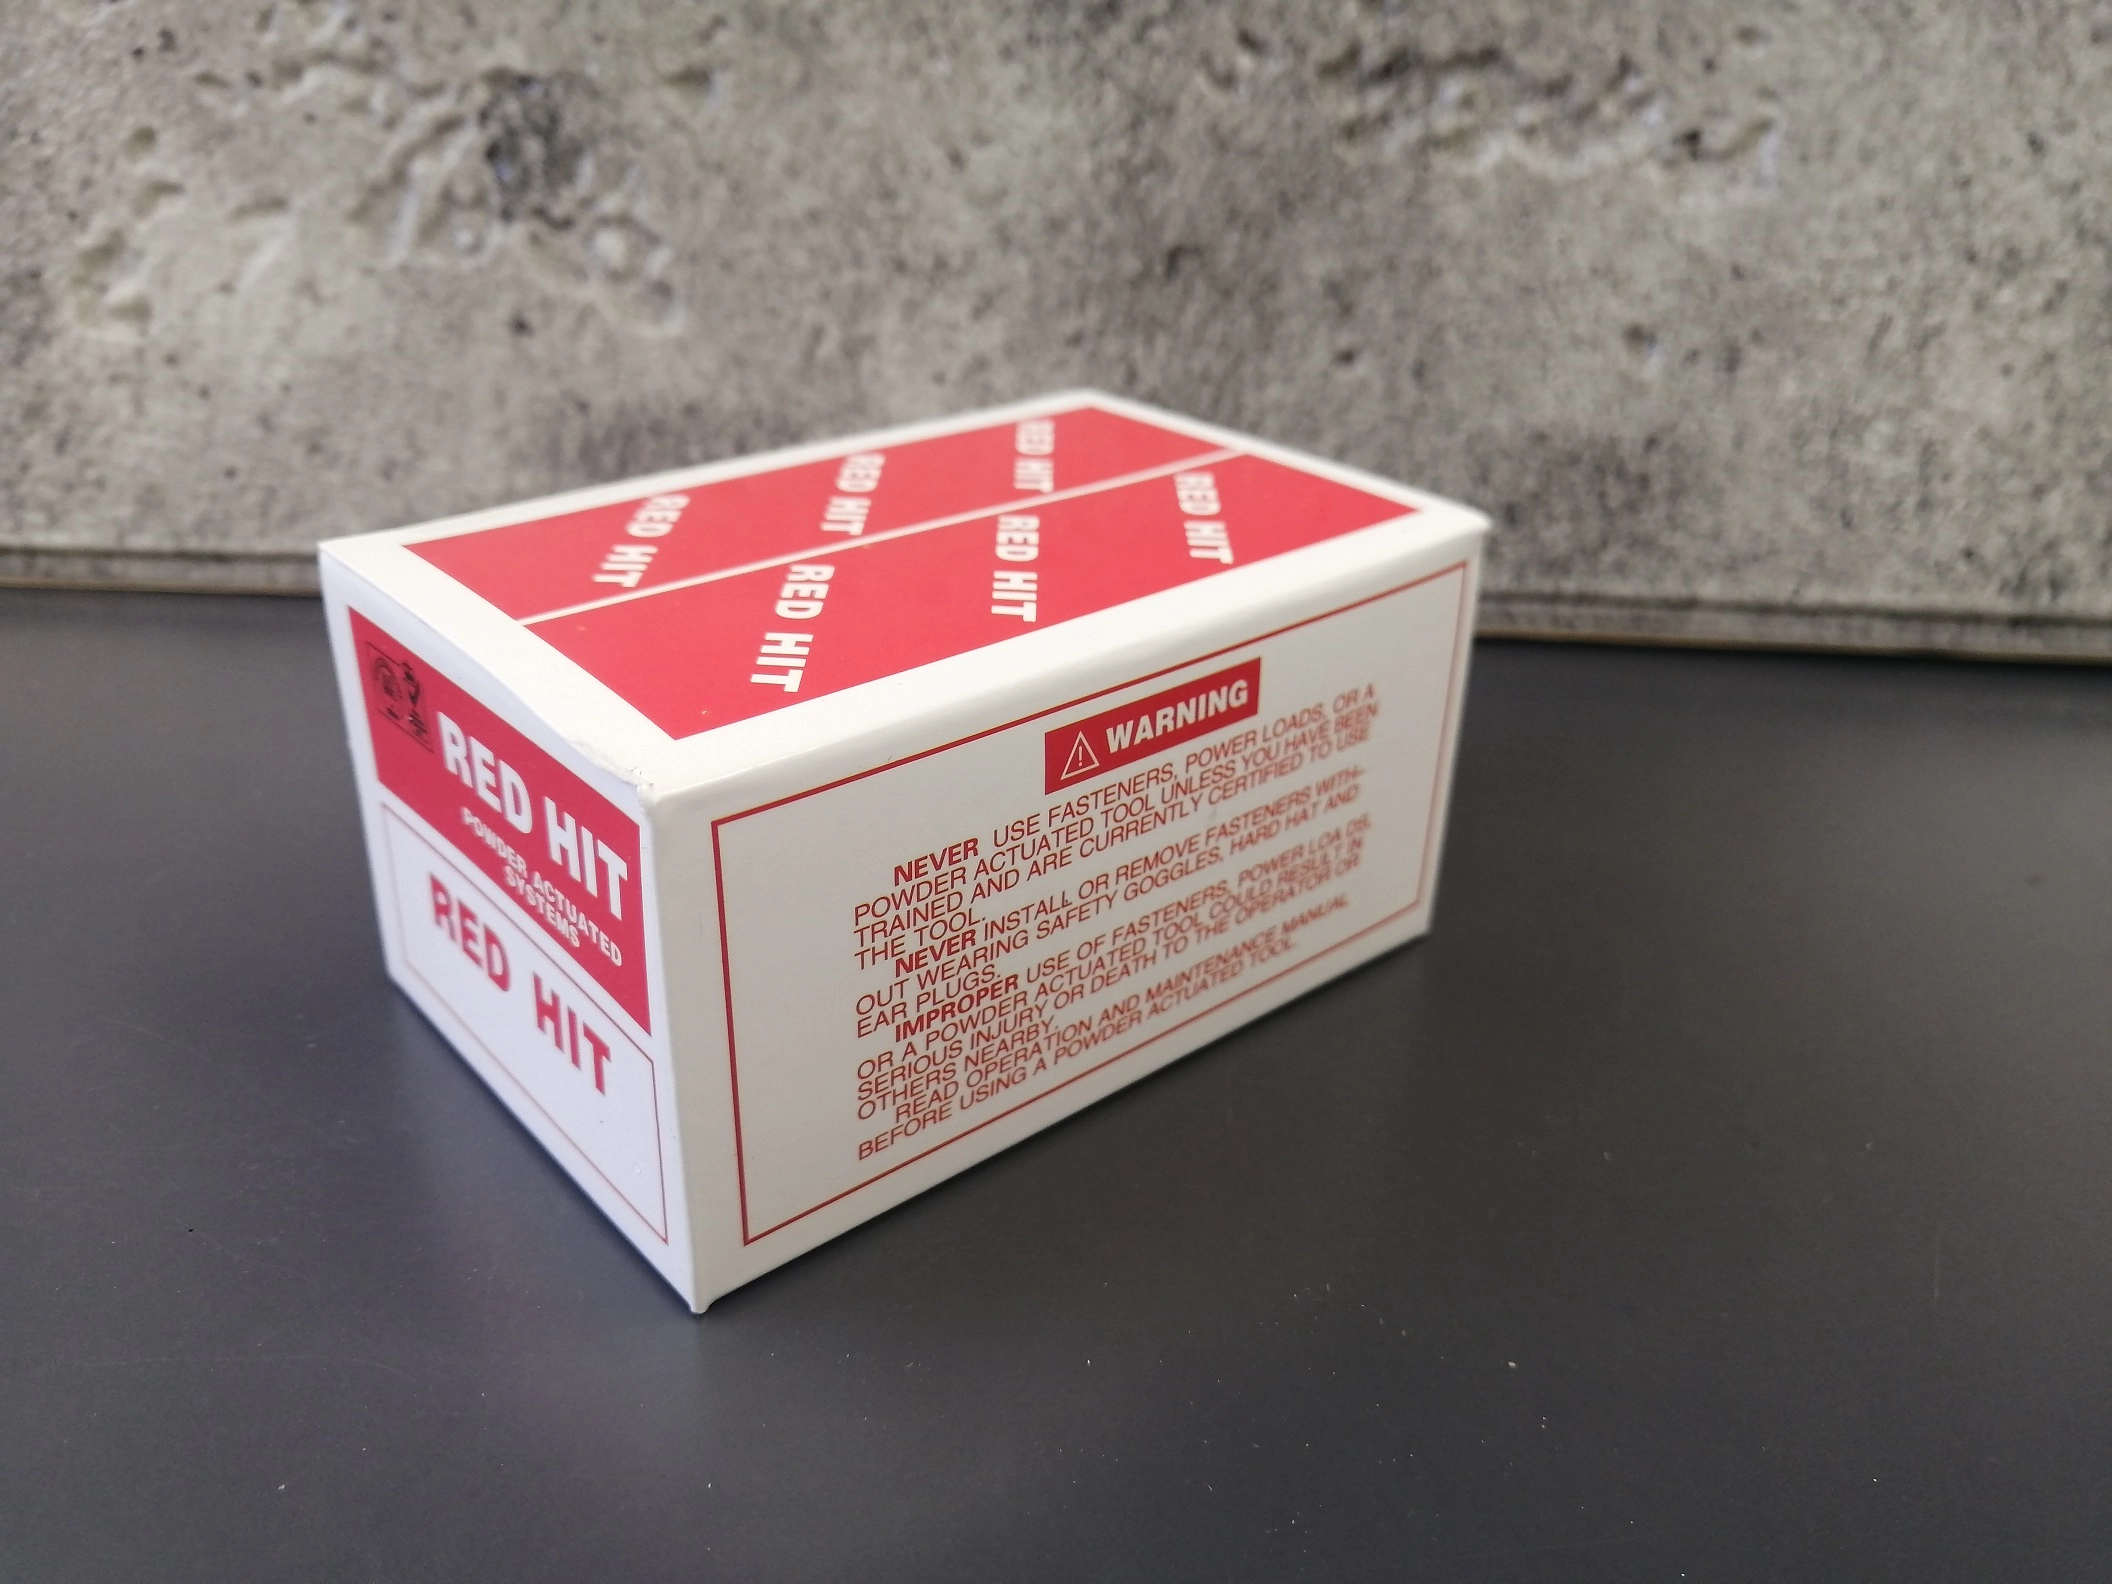 RED HIT
RED HIT
RED HIT
RED HIT
RED HIT
RED HIT
RED HIT
POWDER ACTUATED
SYSTEMS
RED HIT
WARNING
NEVER USE FASTENERS, POWER LOADS, OR A
POWDER ACTUATED TOOL UNLESS YOU HAVE BEEN
TRAINED AND ARE CURRENTLY CERTIFIED TO USE
THE TOOL.
NEVER INSTALL OR REMOVE FASTENERS WITH-
OUT WEARING SAFETY GOGGLES, HARD HAT AND
EAR PLUGS.
IMPROPER USE OF FASTENERS, POWER LOA DS,
OR A POWDER ACTUATED TOOL COULD RESULT IN
SERIOUS INJURY OR DEATH TO THE OPERATOR OR
OTHERS NEARBY.
READ OPERATION AND MAINTENANCE MANUAL
BEFORE USING A POWDER ACTUATED TOOL.